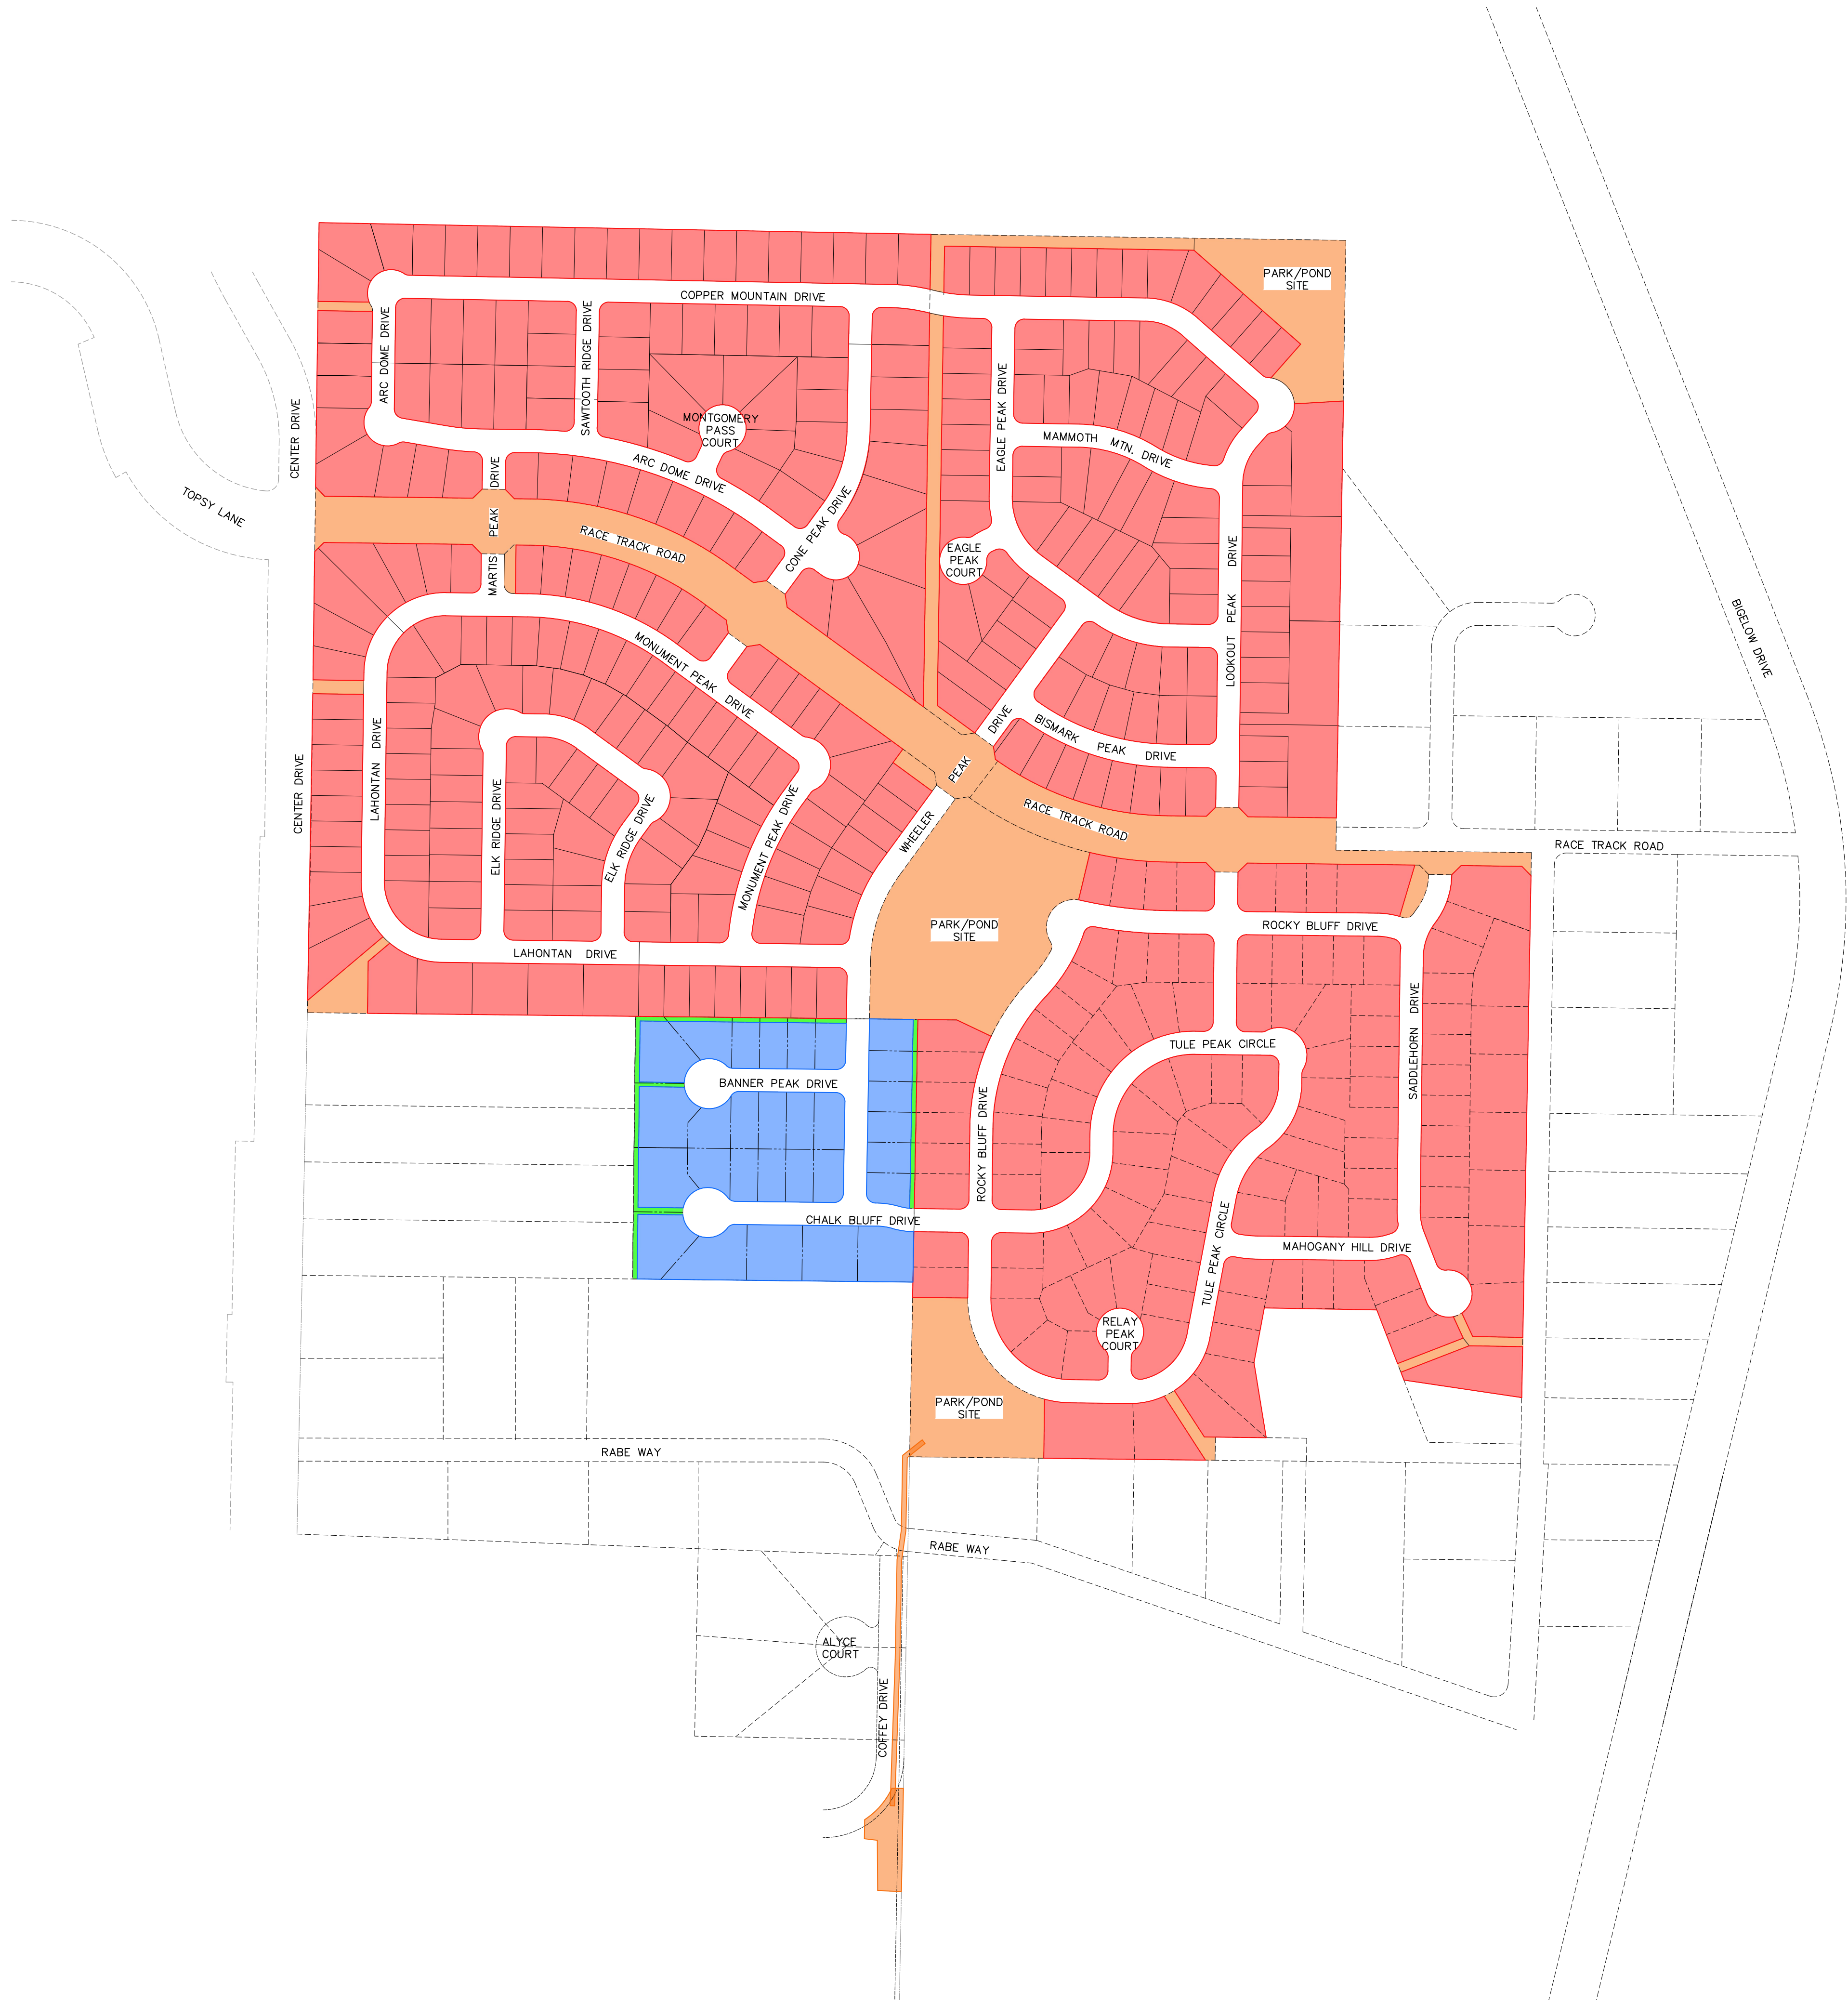 PARK/POND
SITE
COPPER MOUNTAIN DRIVE
ARC DOME DRIVE
SAWTOOTH RIDGE DRIVE
CENTER DRIVE
MONTGOMERY
PASS
COURT
EAGLE PEAK DRIVE
MAMMOTH MTN. DRIVE
ARC DOME DRIVE
TOPSY LANE
MARTIS PEAK DRIVE
RACE TRACK ROAD
CONE PEAK DRIVE
EAGLE
PEAK
COURT
LOOKOUT PEAK DRIVE
BIGELOW DRIVE
MONUMENT PEAK DRIVE
LAHONTAN DRIVE
BISMARK PEAK DRIVE
CENTER DRIVE
WHEELER PEAK DRIVE
RACE TRACK ROAD
ELK RIDGE DRIVE
ELK RIDGE DRIVE
MONUMENT PEAK DRIVE
RACE TRACK ROAD
PARK/POND
SITE
ROCKY BLUFF DRIVE
LAHONTAN DRIVE
TULE PEAK CIRCLE
SADDLEHORN DRIVE
BANNER PEAK DRIVE
ROCKY BLUFF DRIVE
CHALK BLUFF DRIVE
TULE PEAK CIRCLE
MAHOGANY HILL DRIVE
RELAY
PEAK
COURT
PARK/POND
SITE
RABE WAY
RABE WAY
ALYCE
COURT
COFFEY DRIVE